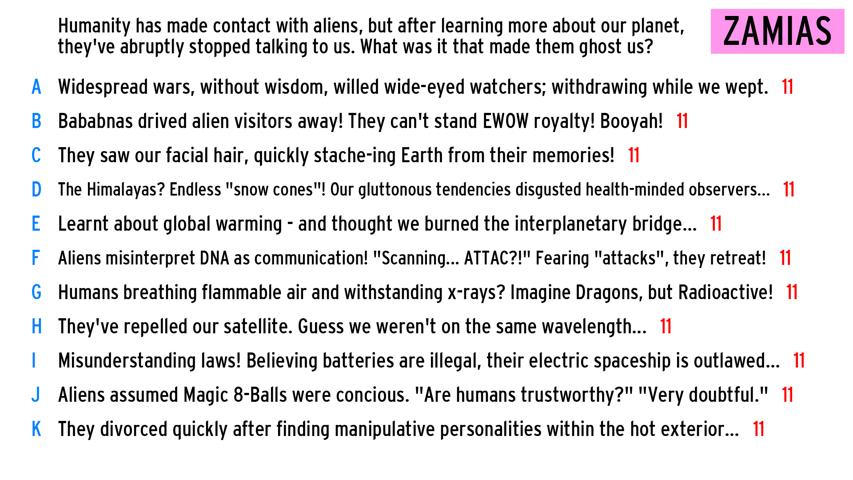 Humanity has made contact with aliens, but after learning more about our planet,
they've abruptly stopped talking to us. What was it that made them ghost us?
ZAMIAS
A Widespread wars, without wisdom, willed wide-eyed watchers; withdrawing while we wept. 11
B Bababnas drived alien visitors away! They can't stand EWOW royalty! Booyah! 11
C They saw our facial hair, quickly stache-ing Earth from their memories! 11
D The Himalayas? Endless "snow cones"! Our gluttonous tendencies disgusted health-minded observers... 11
E Learnt about global warming - and thought we burned the interplanetary bridge... 11
F Aliens misinterpret DNA as communication! "Scanning... ATTAC?!" Fearing "attacks", they retreat! 11
G Humans breathing flammable air and withstanding x-rays? Imagine Dragons, but Radioactive! 11
H They've repelled our satellite. Guess we weren't on the same wavelength... 11
I Misunderstanding laws! Believing batteries are illegal, their electric spaceship is outlawed... 11
J Aliens assumed Magic 8-Balls were concious. "Are humans trustworthy?" "Very doubtful." 11
K They divorced quickly after finding manipulative personalities within the hot exterior... 11